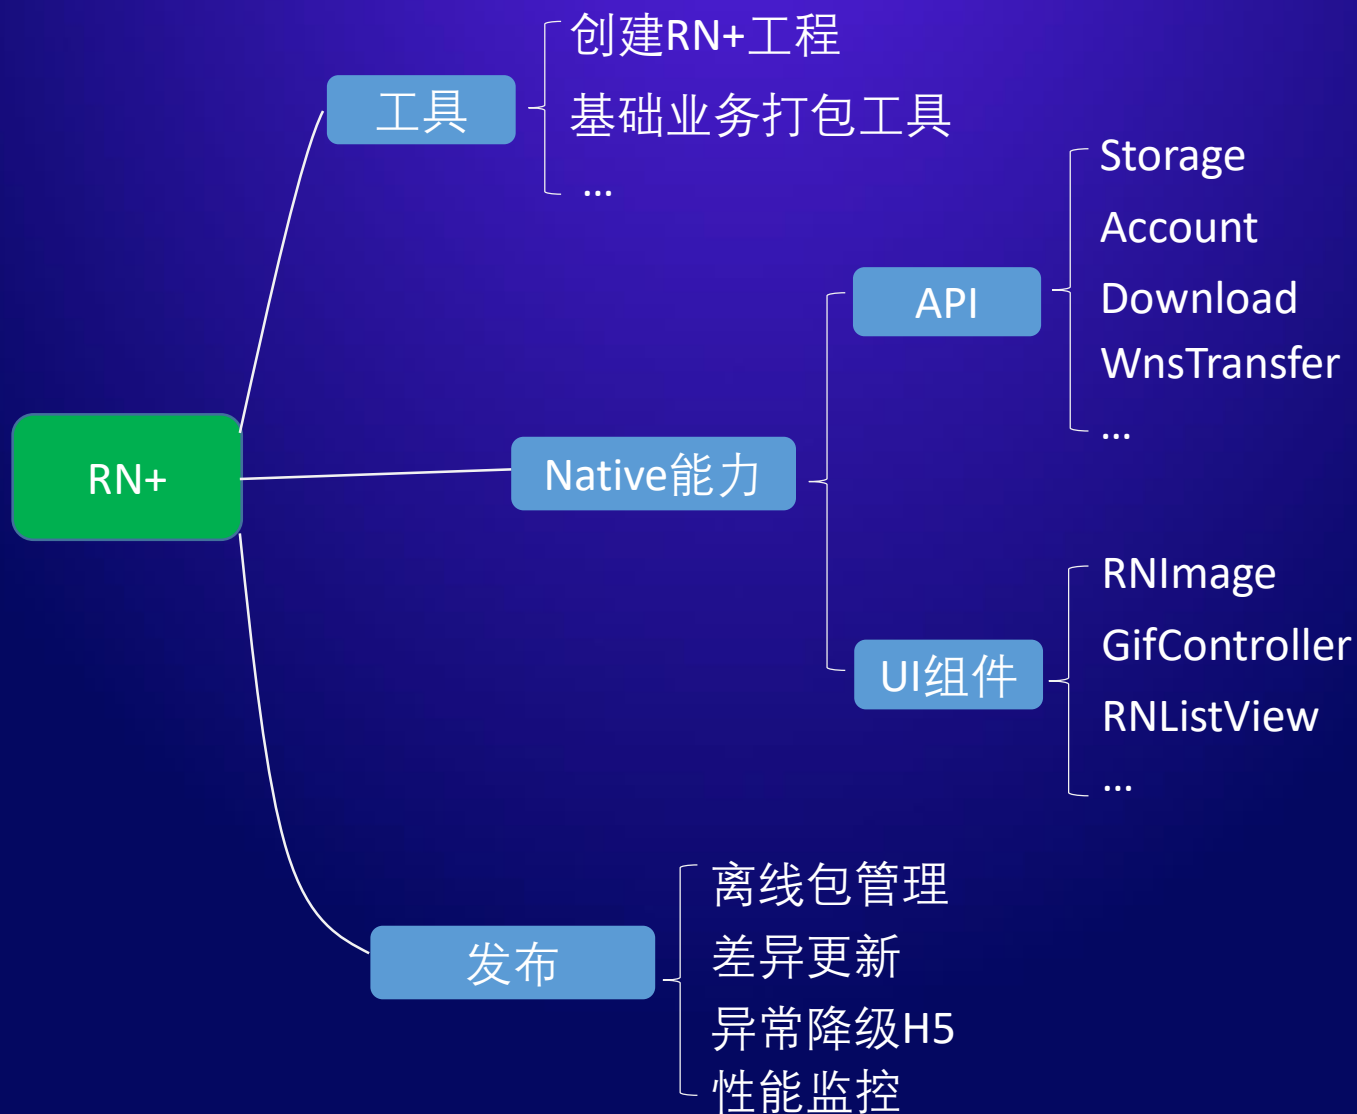 创建RN+工程
工具
基础业务打包工具
...
Storage
Account
API
Download
WnsTransfer
...
RN+
Native能力
RNImage
GifController
UI组件
RNListView
...
离线包管理
发布
差异更新
异常降级H5
性能监控